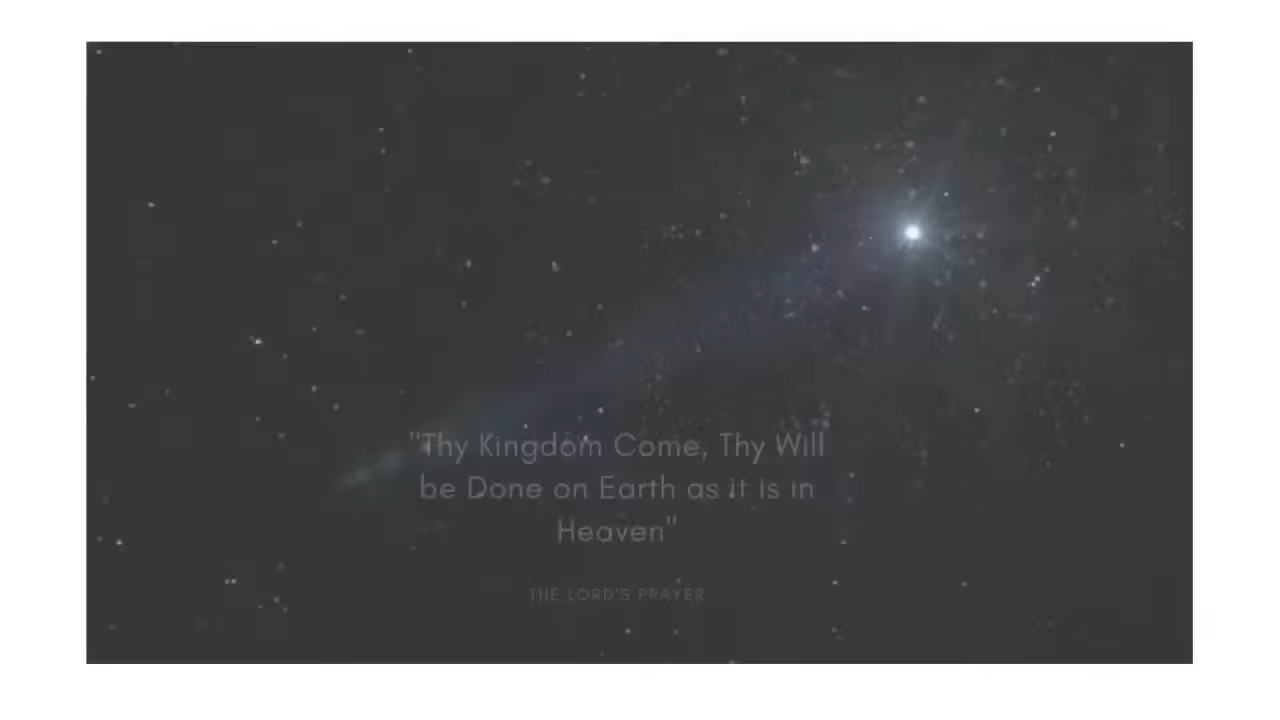 "Thy Kingdom Come, Thy Will
be Done on Earth as it is in
Heaven"
THE LORD'S PRAYER